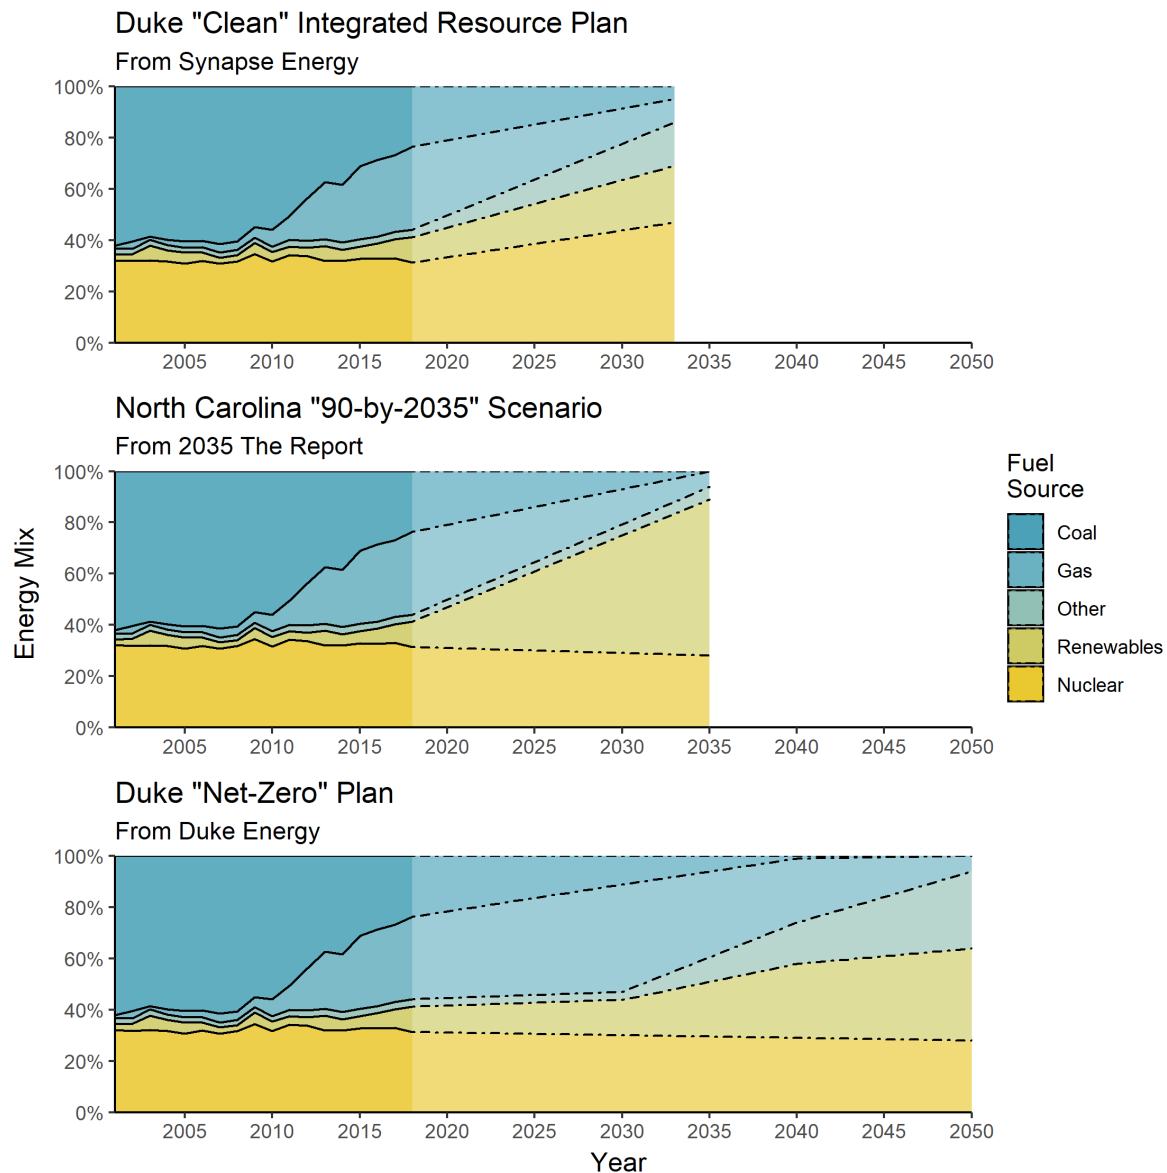 Duke "Clean" Integrated Resource Plan
From Synapse Energy
100%
80%
60%
40%
20%
0%
2005 2010 2015 2020 2025 2030 2035 2040 2045 2050
North Carolina "90-by-2035" Scenario
From 2035 The Report
100%
80%
60%
40%
20%
0%
2005 2010 2015 2020 2025 2030 2035 2040 2045 2050
Energy Mix
Fuel
Source
Coal
Gas
Other
Renewables
Nuclear
Duke "Net-Zero" Plan
From Duke Energy
100%
80%
60%
40%
20%
0%
2005 2010 2015 2020 2025 2030 2035 2040 2045 2050
Year